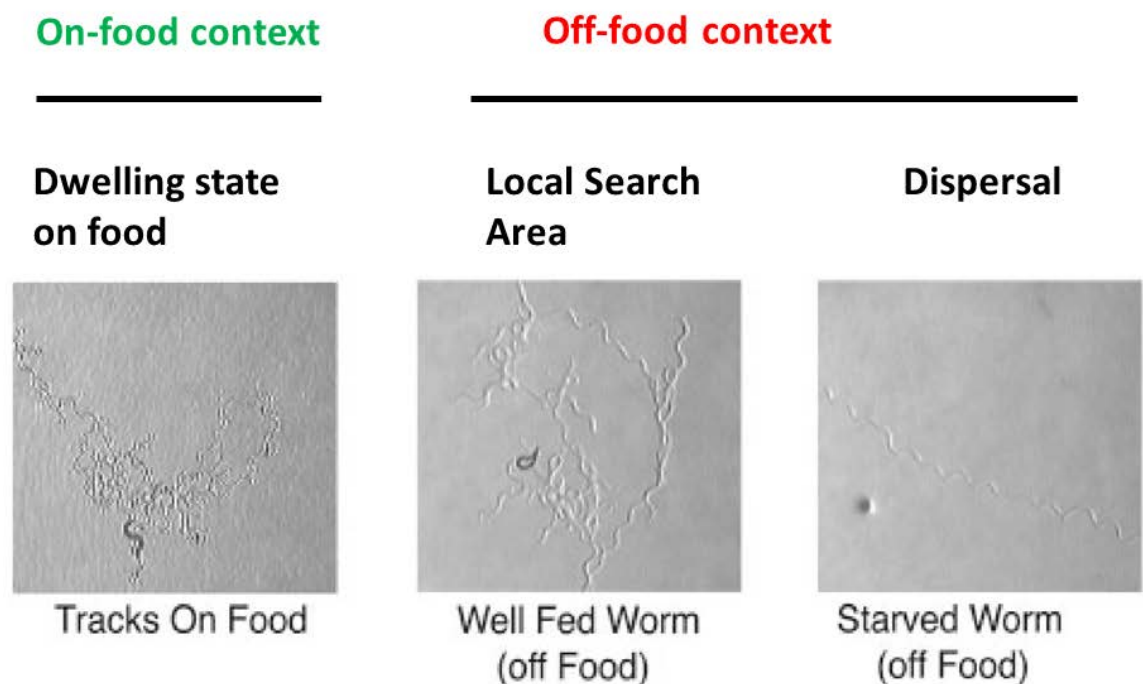 On-food context
Off-food context
Dwelling state
on food
Local Search
Area
Dispersal
Tracks On Food
Well Fed Worm
(off Food)
Starved Worm
(off Food)